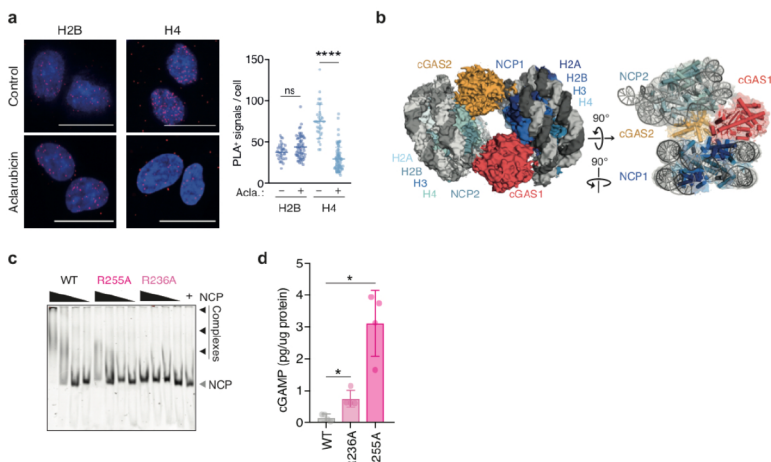 a
H2B
H4
Control
Aclarubicin
PLA+ signals / cell
150
100
50
0
ns
****
Acla.:
− + − +
H2B H4
b
cGAS2
NCP1
H2A
H2B
H3
H4
H2A
H2B
H3
H4
NCP2
cGAS1
90°
90°
NCP2
cGAS1
cGAS2
NCP1
c
WT R255A R236A + NCP
Complexes
NCP
d
cGAMP (pg/ug protein)
5
4
3
2
1
0
*
*
WT
R236A
255A